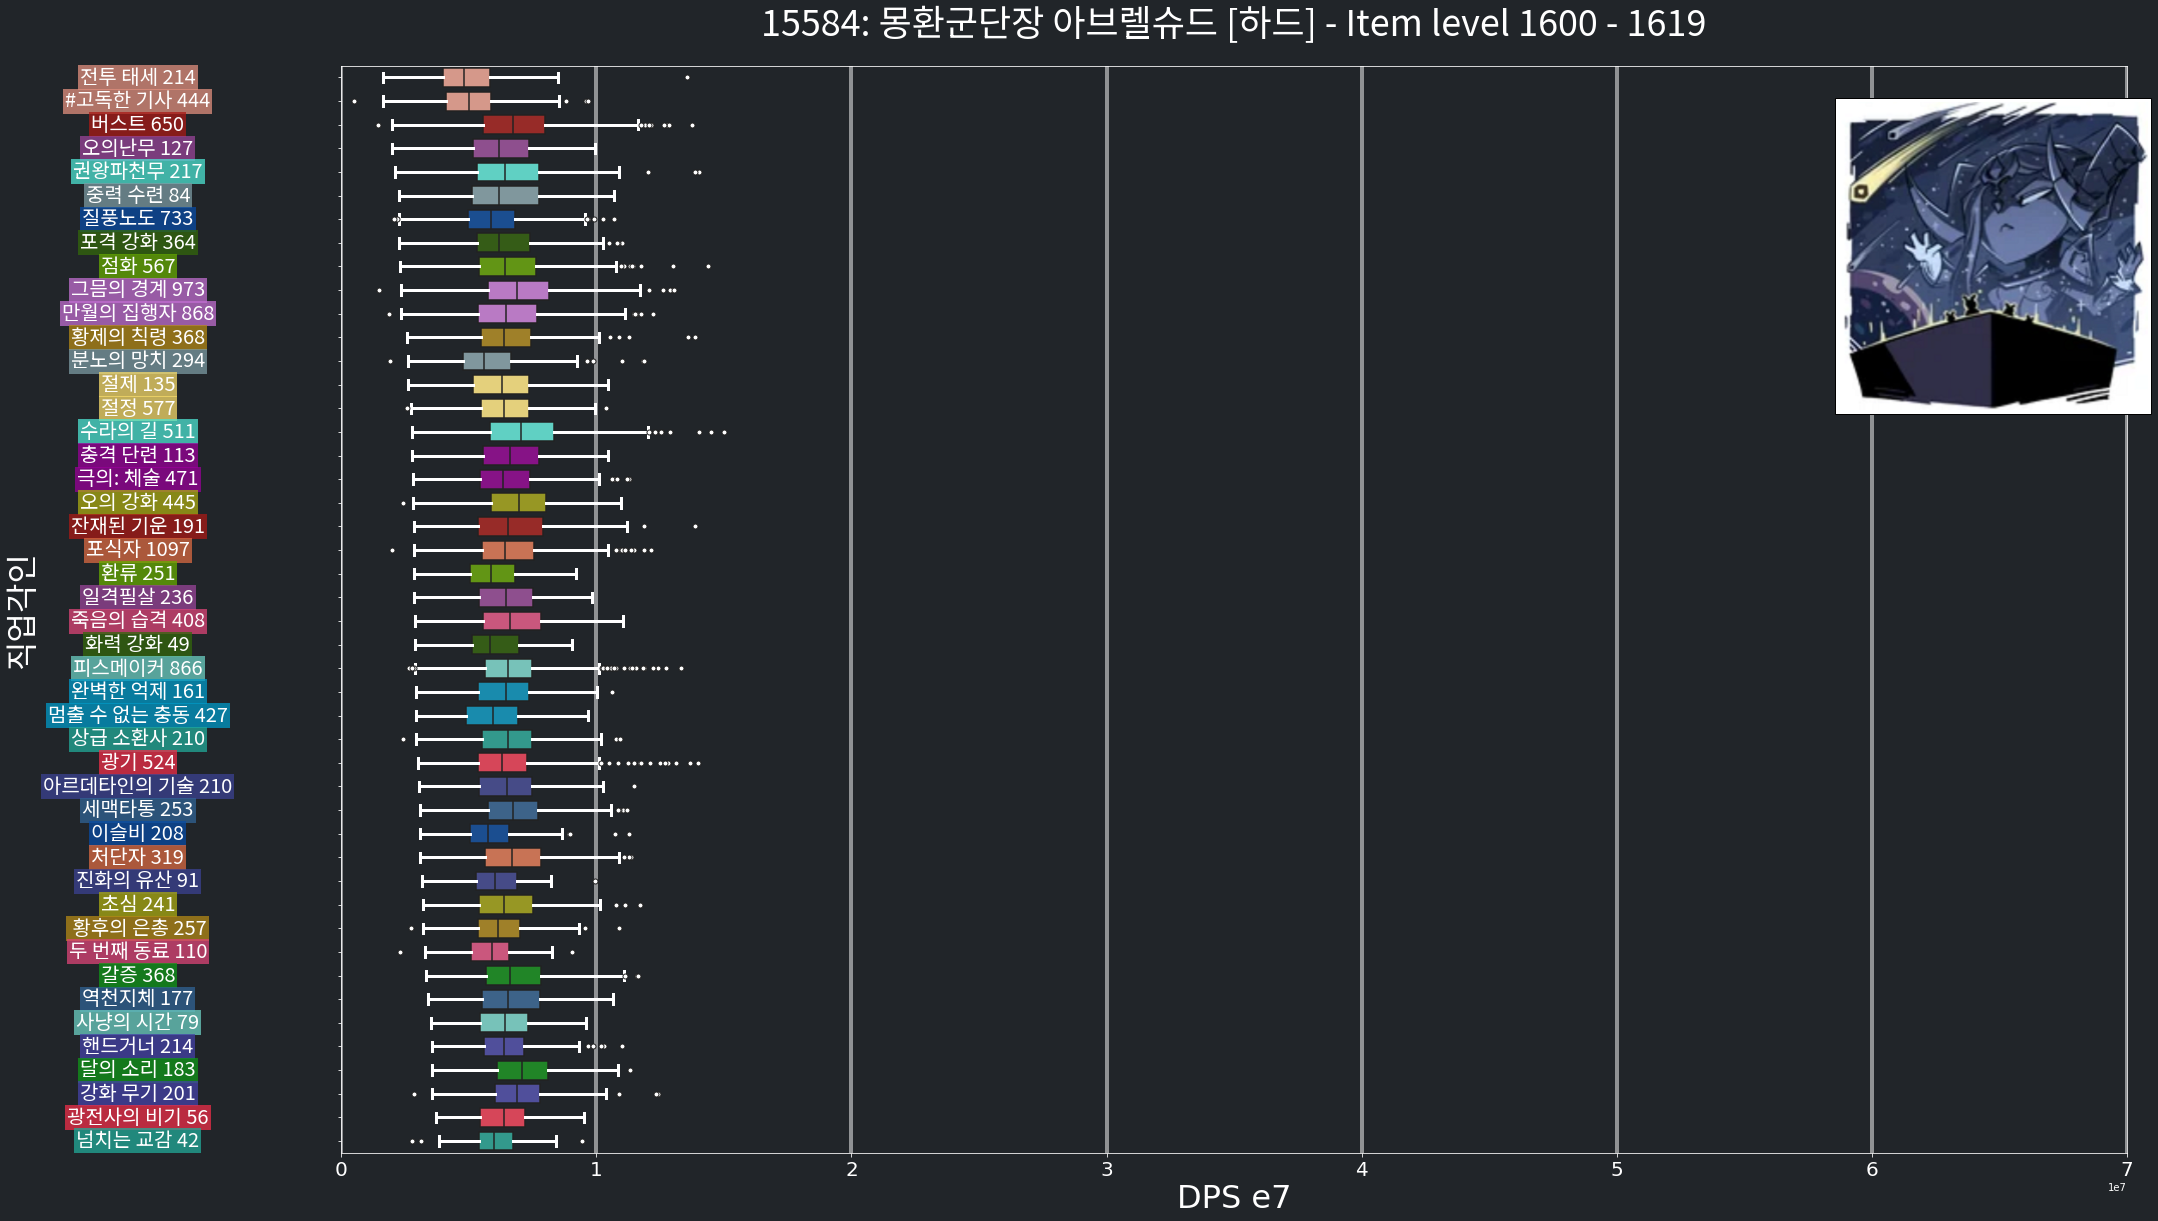 15584: 몽환군단장 아브렐슈드 [하드] - Item level 1600 - 1619
전투 태세 214
#고독한 기사 444
버스트 650
오의난무 127
권왕파천무 217
중력 수련 84
질풍노도 733
포격 강화 364
점화 567
그믐의 경계 973
만월의 집행자 868
황제의 칙령 368
분노의 망치 294
절제 135
절정 577
수라의 길 511
충격 단련 113
극의: 체술 471
오의 강화 445
잔재된 기운 191
포식자 1097
환류 251
일격필살 236
죽음의 습격 408
화력 강화 49
피스메이커 866
완벽한 억제 161
멈출 수 없는 충동 427
상급 소환사 210
광기 524
아르데타인의 기술 210
세맥타통 253
이슬비 208
처단자 319
진화의 유산 91
초심 241
황후의 은총 257
두 번째 동료 110
갈증 368
역천지체 177
사냥의 시간 79
핸드거너 214
달의 소리 183
강화 무기 201
광전사의 비기 56
넘치는 교감 42
직업각인
0 1 2 3 4 5 6 7
1e7
DPS e7